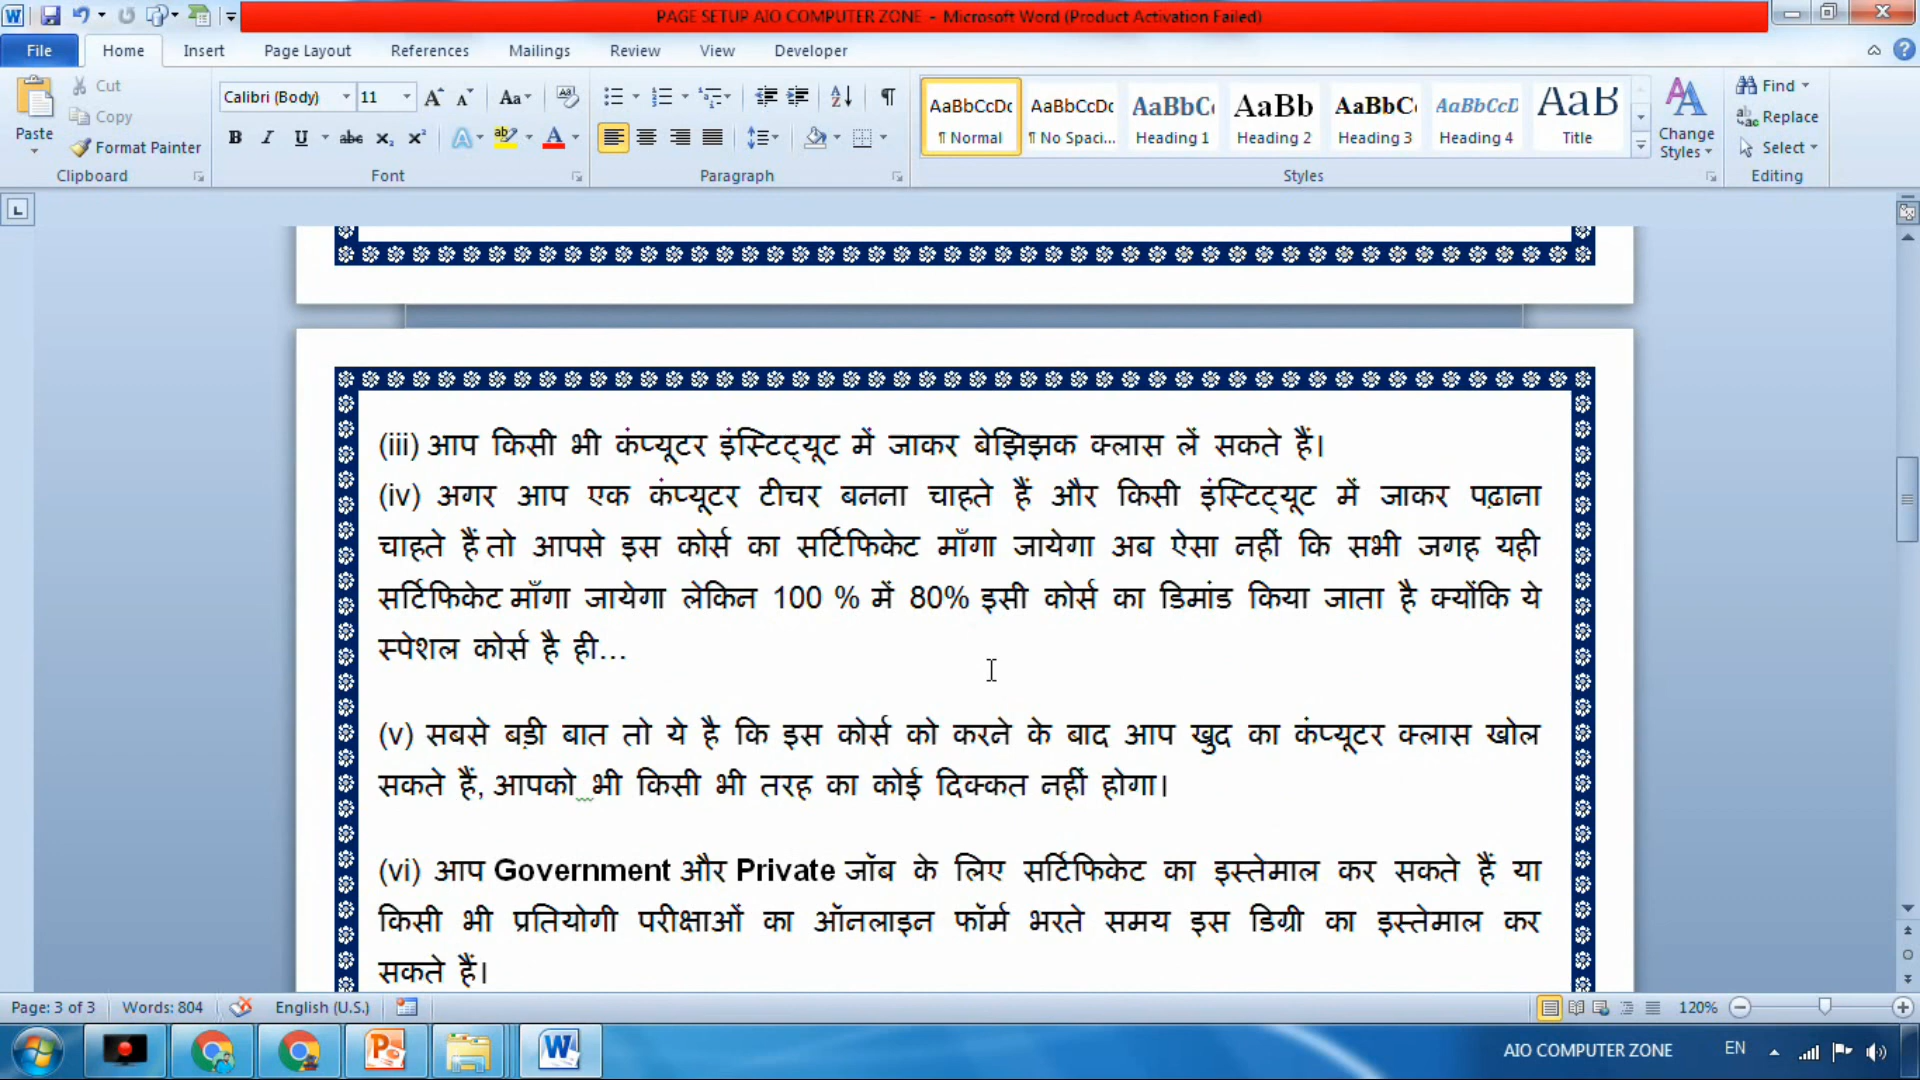 PAGE SETUP AIO COMPUTER ZONE - Microsoft Word (Product Activation Failed)
File Home Insert Page Layout References Mailings Review View Developer
Cut
Copy
Format Painter
Paste
Clipboard
Calibri (Body) 11
Font
Paragraph
AaBbCcDc AaBbCcDc AaBbC AaBb AaBbC AaBbCcD AaB
¶ Normal ¶ No Spaci... Heading 1 Heading 2 Heading 3 Heading 4 Title
Change Styles
Styles
Find
Replace
Select
Editing
(iii) आप किसी भी कंप्यूटर इंस्टिट्यूट में जाकर बेझिझक क्लास लें सकते हैं।
(iv) अगर आप एक कंप्यूटर टीचर बनना चाहते हैं और किसी इंस्टिट्यूट में जाकर पढ़ाना
चाहते हैं तो आपसे इस कोर्स का सर्टिफिकेट माँगा जायेगा अब ऐसा नहीं कि सभी जगह यही
सर्टिफिकेट माँगा जायेगा लेकिन 100 % में 80% इसी कोर्स का डिमांड किया जाता है क्योंकि ये
स्पेशल कोर्स है ही...
(v) सबसे बड़ी बात तो ये है कि इस कोर्स को करने के बाद आप खुद का कंप्यूटर क्लास खोल
सकते हैं, आपको भी किसी भी तरह का कोई दिक्कत नहीं होगा।
(vi) आप Government और Private जॉब के लिए सर्टिफिकेट का इस्तेमाल कर सकते हैं या
किसी भी प्रतियोगी परीक्षाओं का ऑनलाइन फॉर्म भरते समय इस डिग्री का इस्तेमाल कर
सकते हैं।
Page: 3 of 3 Words: 804 English (U.S.) 120%
AIO COMPUTER ZONE EN